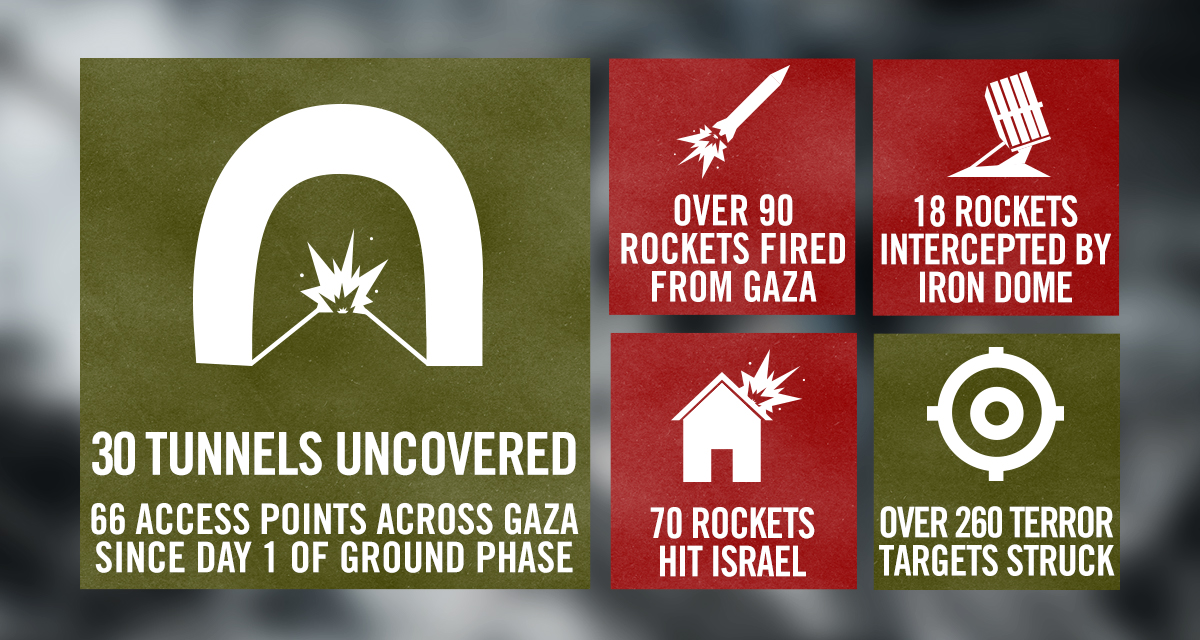 30 TUNNELS UNCOVERED
66 ACCESS POINTS ACROSS GAZA
SINCE DAY 1 OF GROUND PHASE
OVER 90
ROCKETS FIRED
FROM GAZA
18 ROCKETS
INTERCEPTED BY
IRON DOME
70 ROCKETS
HIT ISRAEL
OVER 260 TERROR
TARGETS STRUCK